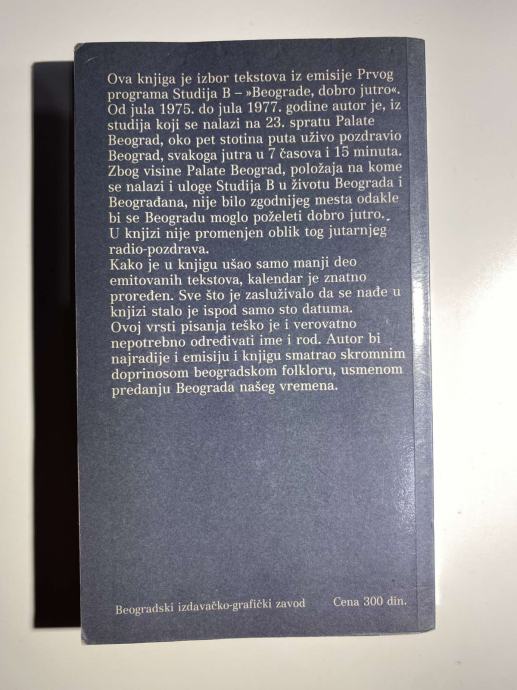 Ova knjiga je izbor tekstova iz emisije Prvog
programa Studija B – »Beograde, dobro jutro«.
Od jula 1975. do jula 1977. godine autor je, iz
studija koji se nalazi na 23. spratu Palate
Beograd, oko pet stotina puta uživo pozdravio
Beograd, svakoga jutra u 7 časova i 15 minuta.
Zbog visine Palate Beograd, položaja na kome
se nalazi i uloge Studija B u životu Beograda i
Beograđana, nije bilo zgodnijeg mesta odakle
bi se Beogradu moglo poželeti dobro jutro.
U knjizi nije promenjen oblik tog jutarnjeg
radio-pozdrava.
Kako je u knjigu ušao samo manji deo
emitovanih tekstova, kalendar je znatno
proređen. Sve što je zasluživalo da se nađe u
knjizi stalo je ispod samo sto datuma.
Ovoj vrsti pisanja teško je i verovatno
nepotrebno određivati ime i rod. Autor bi
najradije i emisiju i knjigu smatrao skromnim
doprinosom beogradskom folkloru, usmenom
predanju Beograda našeg vremena.
Beogradski izdavačko-grafički zavod Cena 300 din.